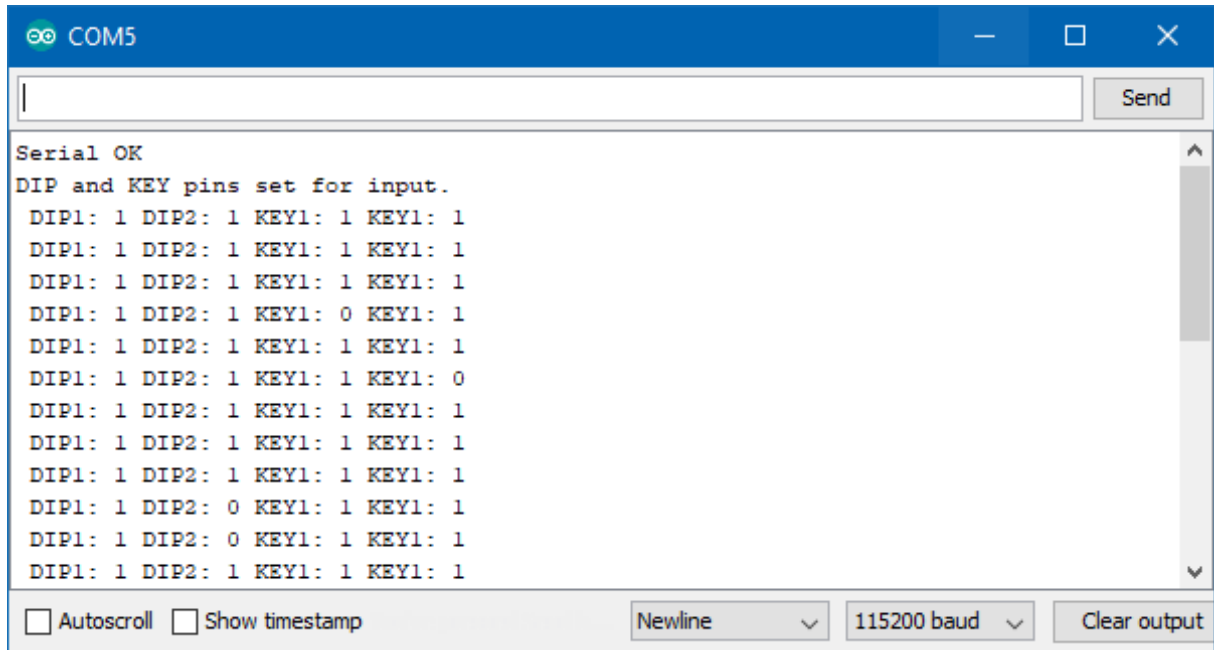 COM5
Send
Serial OK
DIP and KEY pins set for input.
DIP1: 1 DIP2: 1 KEY1: 1 KEY1: 1
DIP1: 1 DIP2: 1 KEY1: 1 KEY1: 1
DIP1: 1 DIP2: 1 KEY1: 1 KEY1: 1
DIP1: 1 DIP2: 1 KEY1: 0 KEY1: 1
DIP1: 1 DIP2: 1 KEY1: 1 KEY1: 1
DIP1: 1 DIP2: 1 KEY1: 1 KEY1: 0
DIP1: 1 DIP2: 1 KEY1: 1 KEY1: 1
DIP1: 1 DIP2: 1 KEY1: 1 KEY1: 1
DIP1: 1 DIP2: 1 KEY1: 1 KEY1: 1
DIP1: 1 DIP2: 0 KEY1: 1 KEY1: 1
DIP1: 1 DIP2: 0 KEY1: 1 KEY1: 1
DIP1: 1 DIP2: 1 KEY1: 1 KEY1: 1
Autoscroll Show timestamp Newline 115200 baud Clear output